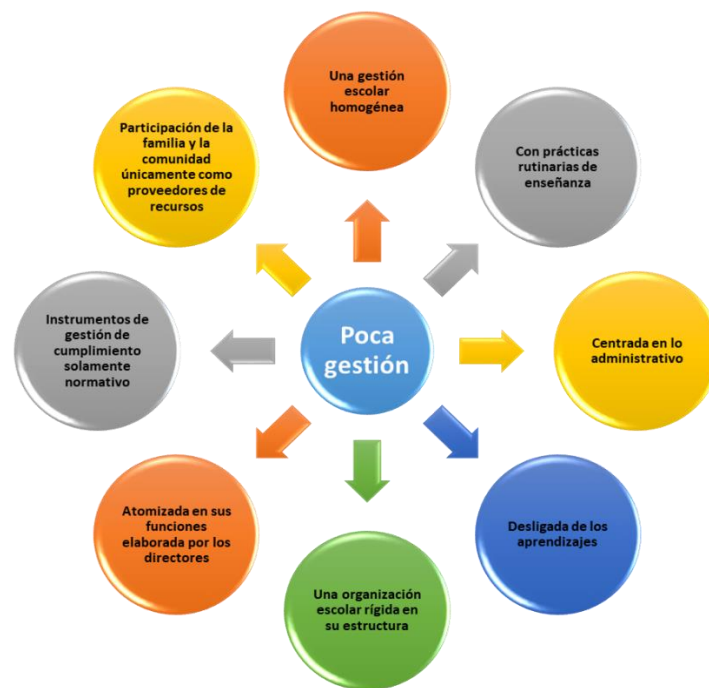 Una gestión
escolar
homogénea
Con prácticas
rutinarias de
enseñanza
Centrada en lo
administrativo
Desligada de los
aprendizajes
Una organización
escolar rígida en
su estructura
Atomizada en sus
funciones
elaborada por los
directores
Instrumentos de
gestión de
cumplimiento
solamente
normativo
Participación de la
familia y la
comunidad
únicamente como
proveedores de
recursos
Poca
gestión